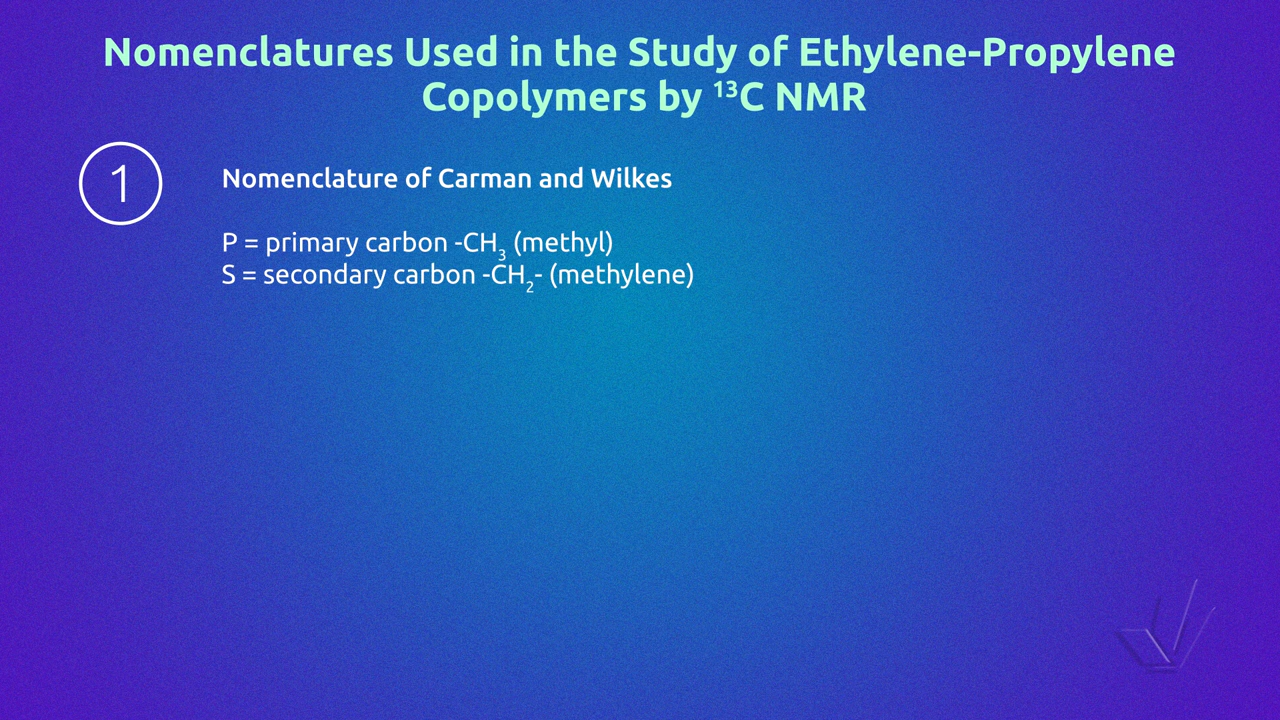 Nomenclatures Used in the Study of Ethylene-Propylene
Copolymers by ¹³C NMR
1
Nomenclature of Carman and Wilkes
P = primary carbon -CH₃ (methyl)
S = secondary carbon -CH₂- (methylene)